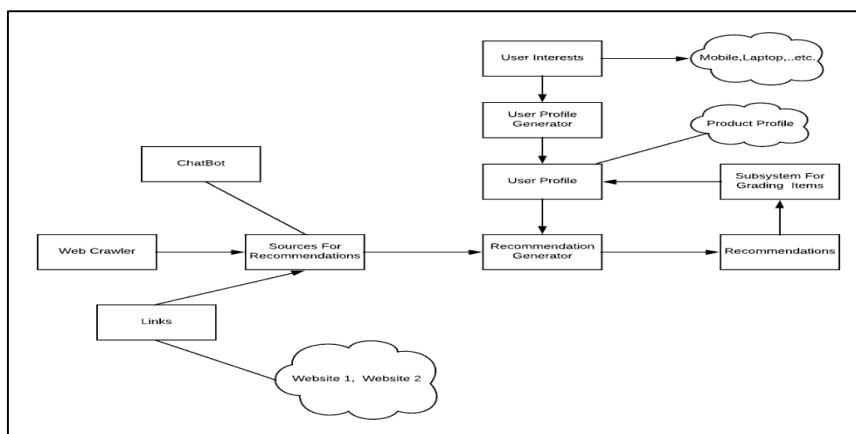 User Interests
Mobile,Laptop,..etc.
User Profile
Generator
Product Profile
ChatBot
User Profile
Subsystem For
Grading Items
Web Crawler
Sources For
Recommendations
Recommendation
Generator
Recommendations
Links
Website 1, Website 2